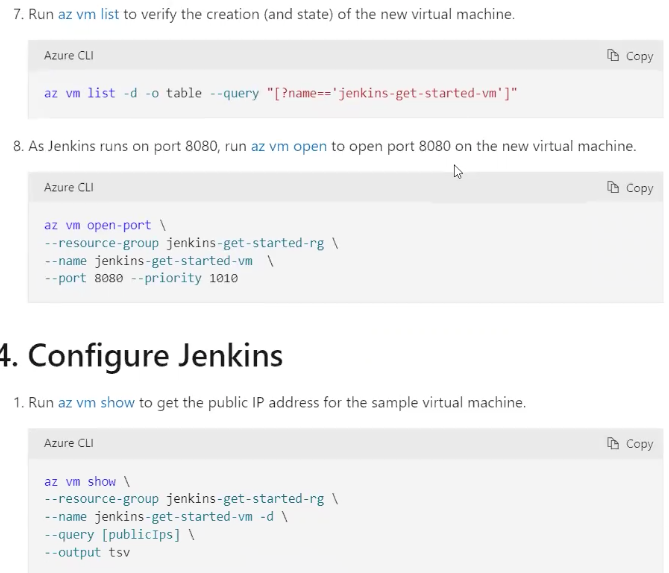 7. Run az vm list to verify the creation (and state) of the new virtual machine.
Azure CLI Copy
az vm list -d -o table --query "[?name=='jenkins-get-started-vm']"
8. As Jenkins runs on port 8080, run az vm open to open port 8080 on the new virtual machine.
Azure CLI Copy
az vm open-port \
--resource-group jenkins-get-started-rg \
--name jenkins-get-started-vm  \
--port 8080 --priority 1010
4. Configure Jenkins
1. Run az vm show to get the public IP address for the sample virtual machine.
Azure CLI Copy
az vm show \
--resource-group jenkins-get-started-rg \
--name jenkins-get-started-vm -d \
--query [publicIps] \
--output tsv